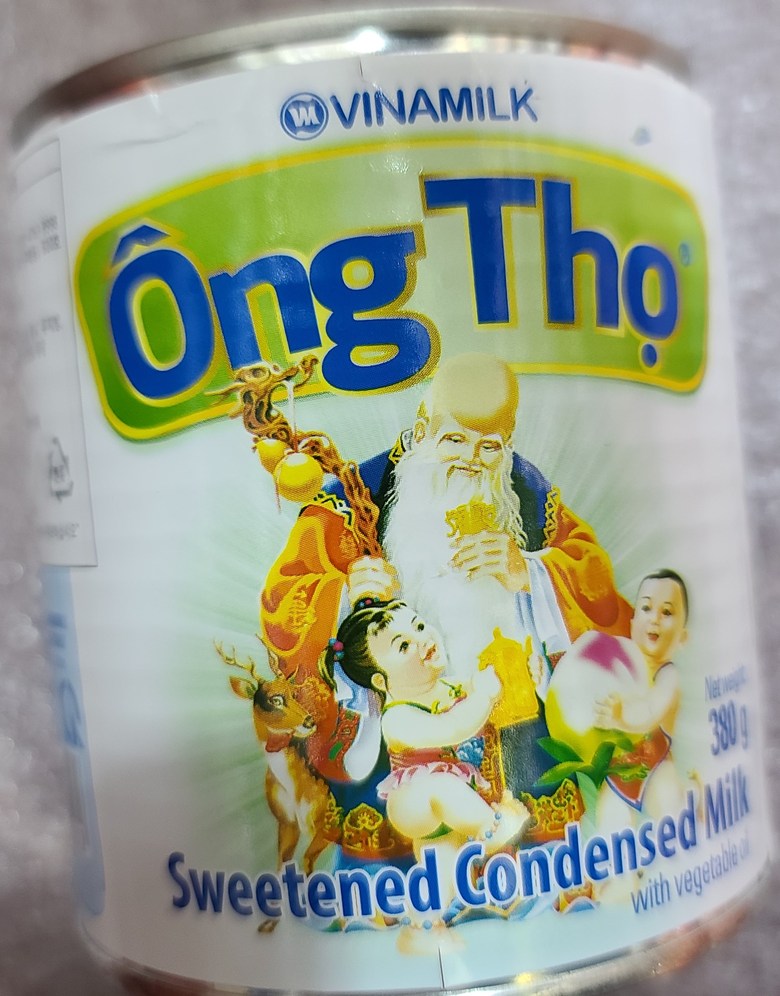 VINAMILK
Ông Thọ®
Net weight:
380 g
Sweetened Condensed Milk
with vegetable oil